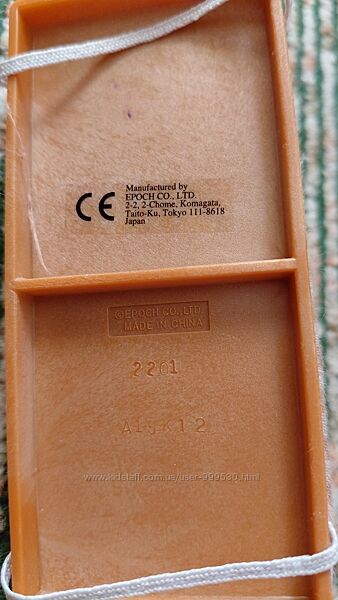 CE
Manufactured by
EPOCH CO., LTD.
2-2, 2-Chome, Komagata,
Taito-Ku, Tokyo 111-8618
Japan
©EPOCH CO., LTD.
MADE IN CHINA
2201
www.kidstaff.com.ua/user-999530.html